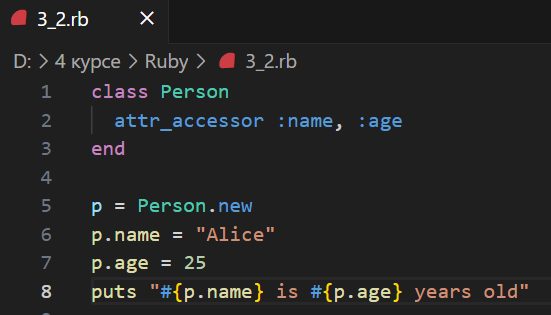 3_2.rb ×
D: > 4 курсе > Ruby > 3_2.rb
1 class Person
2   attr_accessor :name, :age
3 end
4
5 p = Person.new
6 p.name = "Alice"
7 p.age = 25
8 puts "#{p.name} is #{p.age} years old"